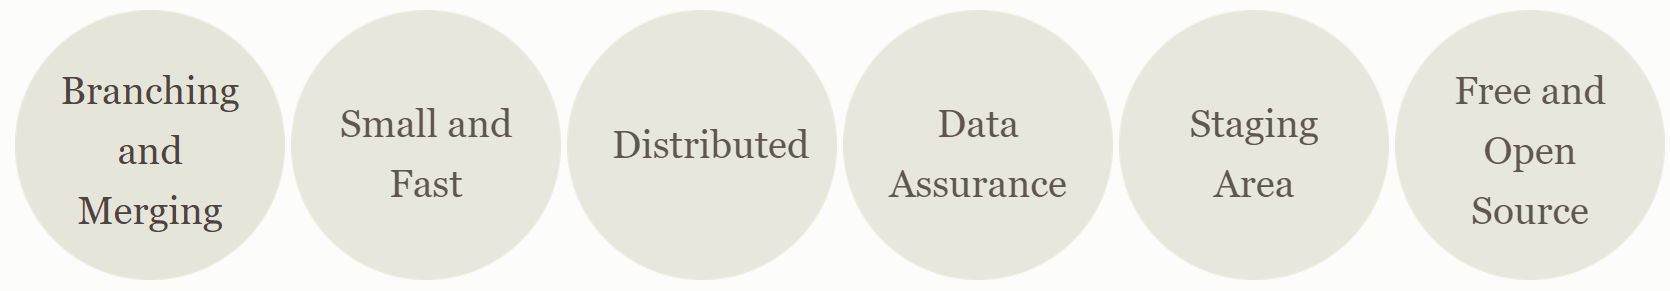 Branching
and
Merging
Small and
Fast
Distributed
Data
Assurance
Staging
Area
Free and
Open
Source